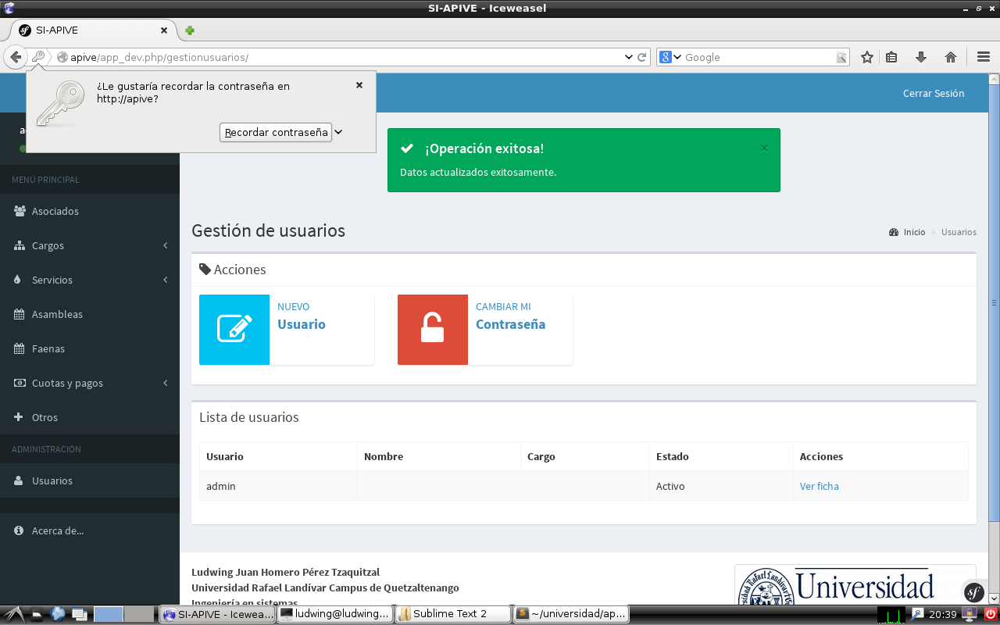 SI-APIVE - Iceweasel
SI-APIVE
apive/app_dev.php/gestionusuarios/
Google
¿Le gustaría recordar la contraseña en
http://apive?
Recordar contraseña
Cerrar Sesión
¡Operación exitosa!
Datos actualizados exitosamente.
MENÚ PRINCIPAL
Asociados
Cargos
Servicios
Asambleas
Faenas
Cuotas y pagos
Otros
ADMINISTRACIÓN
Usuarios
Acerca de...
Gestión de usuarios
Inicio > Usuarios
Acciones
NUEVO
Usuario
CAMBIAR MI
Contraseña
Lista de usuarios
Usuario Nombre Cargo Estado Acciones
admin Activo Ver ficha
Ludwing Juan Homero Pérez Tzaquitzal
Universidad Rafael Landívar Campus de Quetzaltenango
Ingeniería en sistemas
Universidad
SI-APIVE - Icewea...
ludwing@ludwing...
Sublime Text 2
~/universidad/ap...
20:39